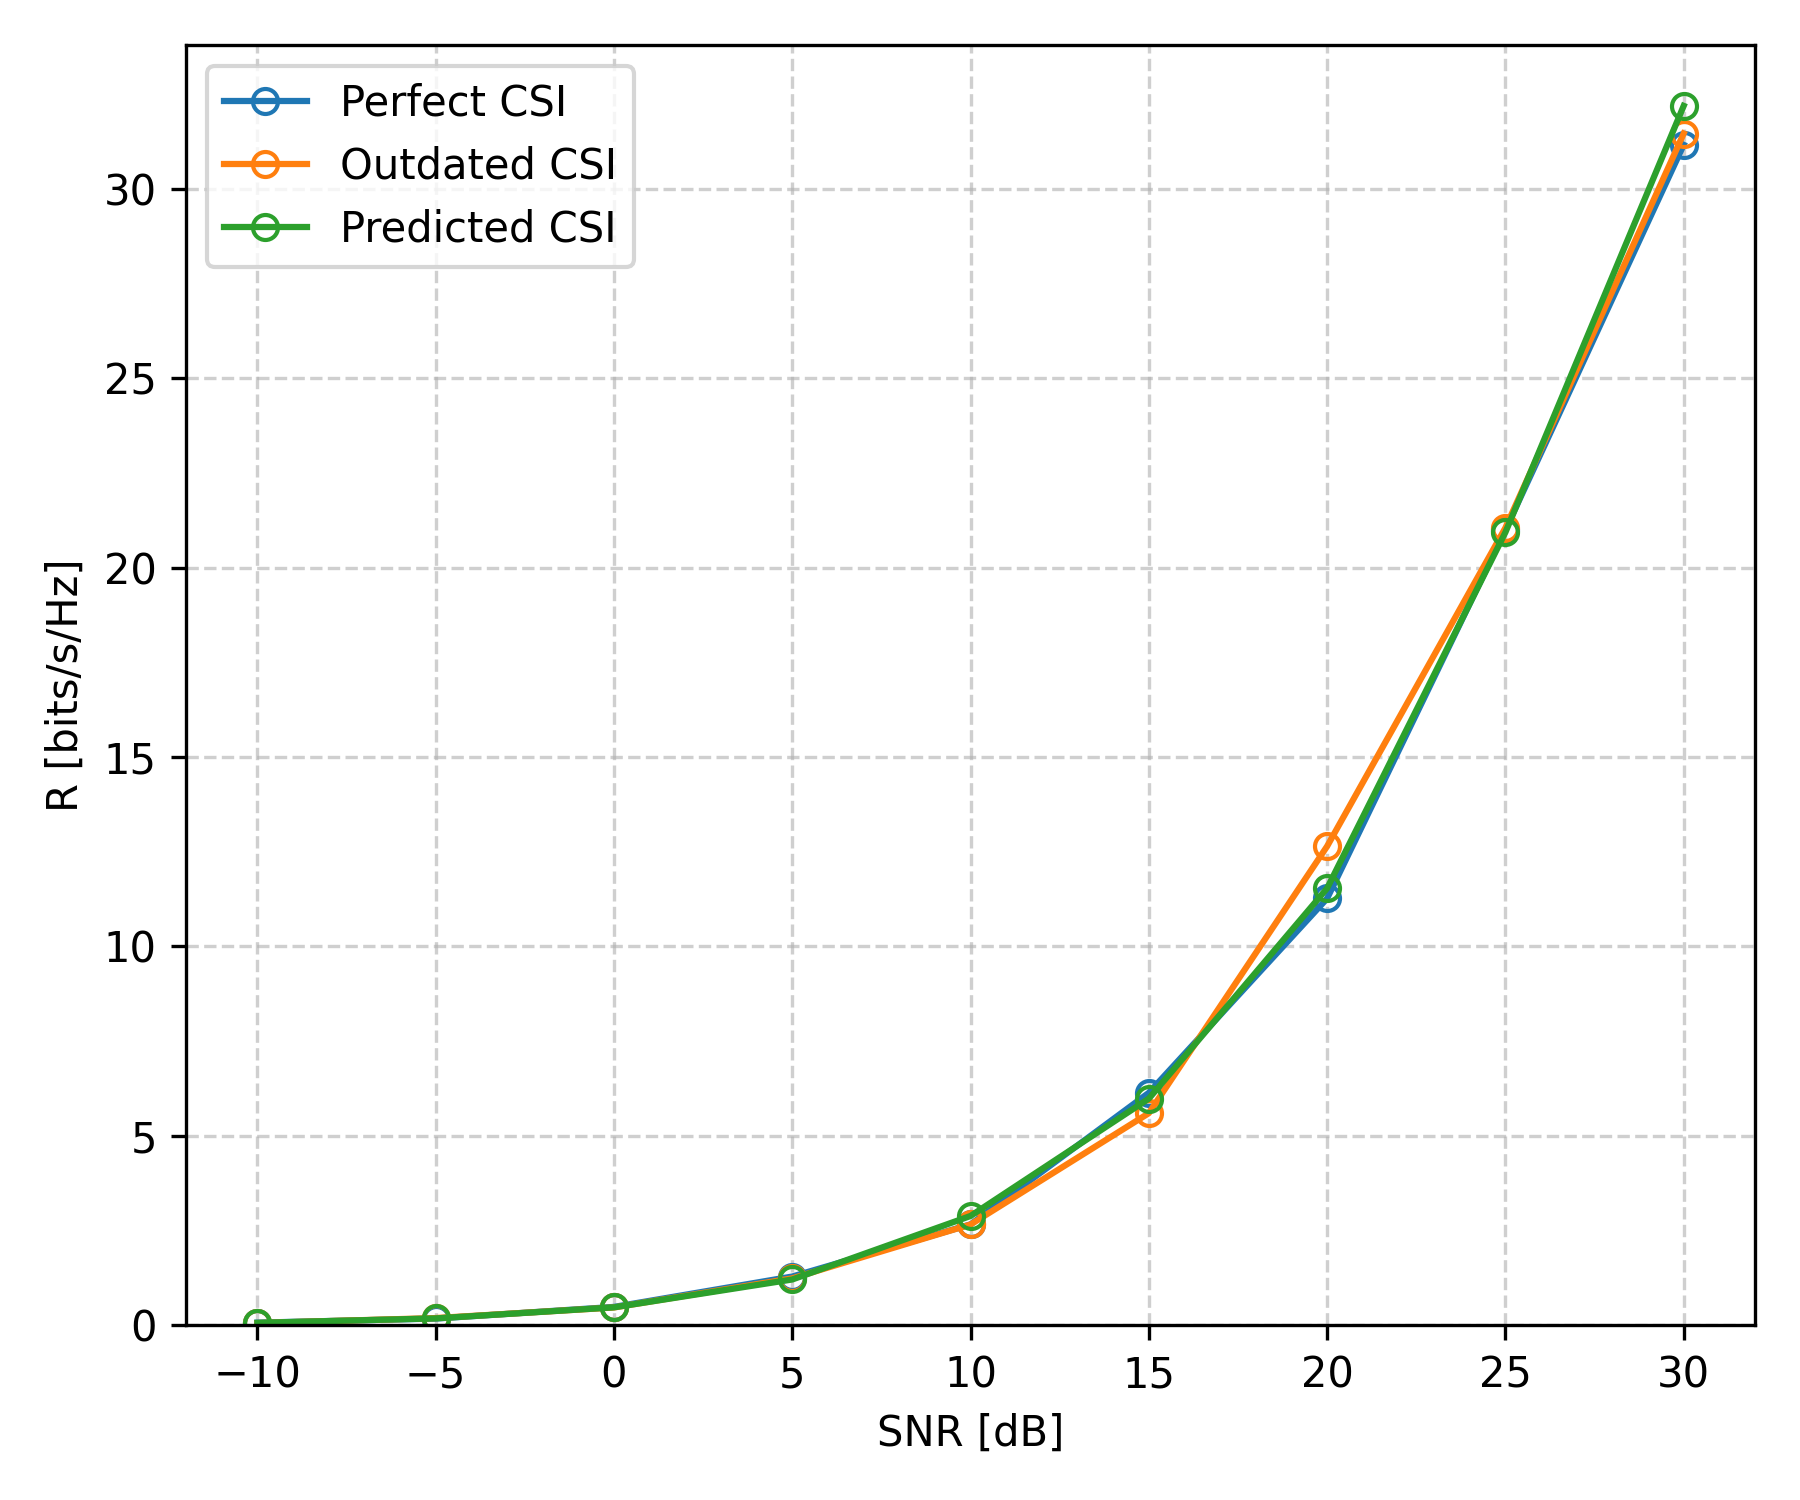 Perfect CSI
Outdated CSI
Predicted CSI
30
25
20
15
10
5
0
R [bits/s/Hz]
−10 −5 0 5 10 15 20 25 30
SNR [dB]